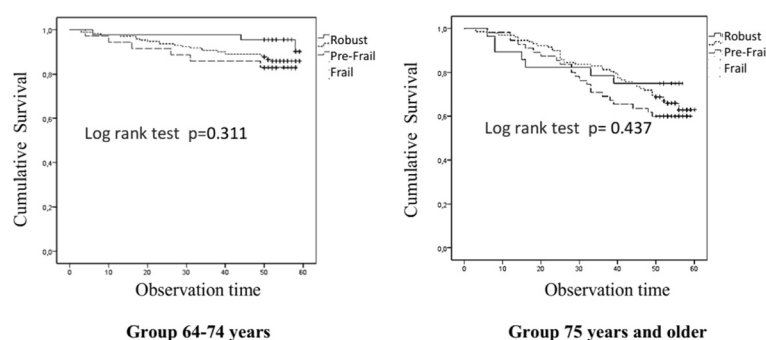 1,0
0,8
0,6
0,4
0,2
0,0
Cumulative Survival
Log rank test p=0.311
0 10 20 30 40 50 60
Observation time
Robust
Pre-Frail
Frail
Group 64-74 years
1,0
0,8
0,6
0,4
0,2
0,0
Cumulative Survival
Log rank test p= 0.437
0 10 20 30 40 50 60
Observation time
Robust
Pre-Frai
Frail
Group 75 years and older